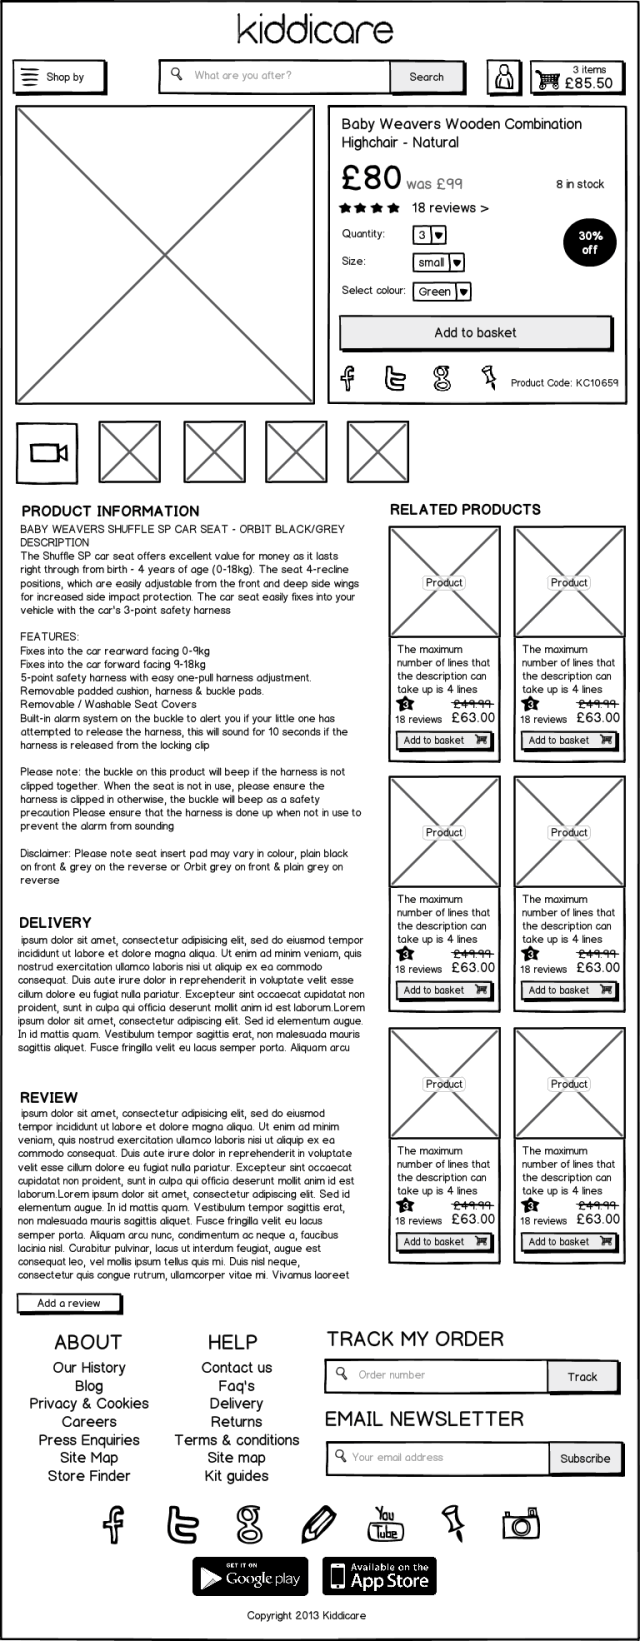 kiddicare
Shop by
What are you after?
Search
3 items
£85.50
Baby Weavers Wooden Combination
Highchair - Natural
£80 was £99
8 in stock
18 reviews >
Quantity:
3
30%
off
Size:
small
Select colour:
Green
Add to basket
Product Code: KC10659
PRODUCT INFORMATION
BABY WEAVERS SHUFFLE SP CAR SEAT - ORBIT BLACK/GREY
DESCRIPTION
The Shuffle SP car seat offers excellent value for money as it lasts
right through from birth - 4 years of age (0-18kg). The seat 4-recline
positions, which are easily adjustable from the front and deep side wings
for increased side impact protection. The car seat easily fixes into your
vehicle with the car's 3-point safety harness
FEATURES:
Fixes into the car rearward facing 0-9kg
Fixes into the car forward facing 9-18kg
5-point safety harness with easy one-pull harness adjustment.
Removable padded cushion, harness & buckle pads.
Removable / Washable Seat Covers
Built-in alarm system on the buckle to alert you if your little one has
attempted to release the harness, this will sound for 10 seconds if the
harness is released from the locking clip
Please note: the buckle on this product will beep if the harness is not
clipped together. When the seat is not in use, please ensure the
harness is clipped in otherwise, the buckle will beep as a safety
precaution Please ensure that the harness is done up when not in use to
prevent the alarm from sounding
Disclaimer: Please note seat insert pad may vary in colour, plain black
on front & grey on the reverse or Orbit grey on front & plain grey on
reverse
DELIVERY
ipsum dolor sit amet, consectetur adipisicing elit, sed do eiusmod tempor
incididunt ut labore et dolore magna aliqua. Ut enim ad minim veniam, quis
nostrud exercitation ullamco laboris nisi ut aliquip ex ea commodo
consequat. Duis aute irure dolor in reprehenderit in voluptate velit esse
cillum dolore eu fugiat nulla pariatur. Excepteur sint occaecat cupidatat non
proident, sunt in culpa qui officia deserunt mollit anim id est laborum.Lorem
ipsum dolor sit amet, consectetur adipiscing elit. Sed id elementum augue.
In id mattis quam. Vestibulum tempor sagittis erat, non malesuada mauris
sagittis aliquet. Fusce fringilla velit eu lacus semper porta. Aliquam arcu
REVIEW
ipsum dolor sit amet, consectetur adipisicing elit, sed do eiusmod
tempor incididunt ut labore et dolore magna aliqua. Ut enim ad minim
veniam, quis nostrud exercitation ullamco laboris nisi ut aliquip ex ea
commodo consequat. Duis aute irure dolor in reprehenderit in voluptate
velit esse cillum dolore eu fugiat nulla pariatur. Excepteur sint occaecat
cupidatat non proident, sunt in culpa qui officia deserunt mollit anim id est
laborum.Lorem ipsum dolor sit amet, consectetur adipiscing elit. Sed id
elementum augue. In id mattis quam. Vestibulum tempor sagittis erat,
non malesuada mauris sagittis aliquet. Fusce fringilla velit eu lacus
semper porta. Aliquam arcu nunc, condimentum ac neque a, faucibus
lacinia nisl. Curabitur pulvinar, lacus ut interdum feugiat, augue est
consequat leo, vel mollis ipsum tellus quis mi. Duis nisl neque,
consectetur quis congue rutrum, ullamcorper vitae mi. Vivamus laoreet
Add a review
RELATED PRODUCTS
Product
The maximum
number of lines that
the description can
take up is 4 lines
3
£49.99
18 reviews £63.00
Add to basket
Product
The maximum
number of lines that
the description can
take up is 4 lines
3
£49.99
18 reviews £63.00
Add to basket
Product
The maximum
number of lines that
the description can
take up is 4 lines
3
£49.99
18 reviews £63.00
Add to basket
Product
The maximum
number of lines that
the description can
take up is 4 lines
3
£49.99
18 reviews £63.00
Add to basket
Product
The maximum
number of lines that
the description can
take up is 4 lines
3
£49.99
18 reviews £63.00
Add to basket
Product
The maximum
number of lines that
the description can
take up is 4 lines
3
£49.99
18 reviews £63.00
Add to basket
ABOUT
Our History
Blog
Privacy & Cookies
Careers
Press Enquiries
Site Map
Store Finder
HELP
Contact us
Faq's
Delivery
Returns
Terms & conditions
Site map
Kit guides
TRACK MY ORDER
Order number
Track
EMAIL NEWSLETTER
Your email address
Subscribe
You
Tube
GET IT ON
Google play
Available on the
App Store
Copyright 2013 Kiddicare